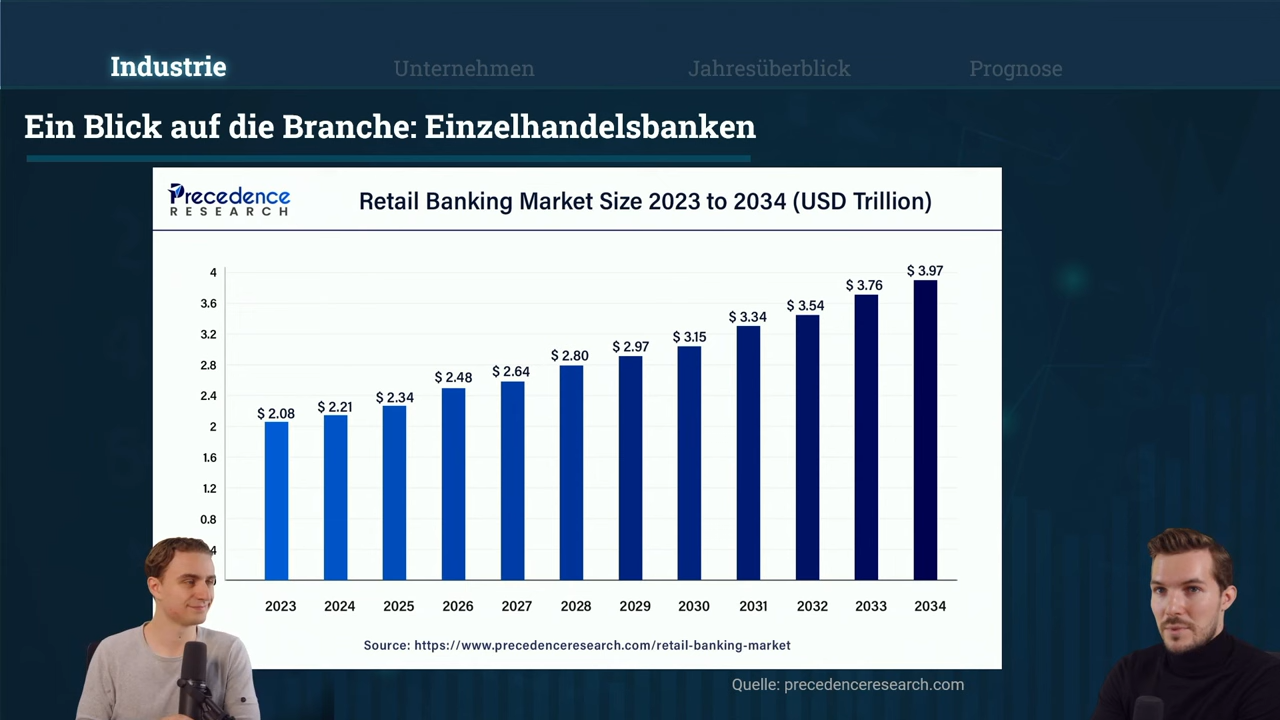 Industrie Unternehmen Jahresüberblick Prognose
Ein Blick auf die Branche: Einzelhandelsbanken
Precedence
RESEARCH
Retail Banking Market Size 2023 to 2034 (USD Trillion)
4
3.6
3.2
2.8
2.4
2
1.6
1.2
0.8
4
$ 2.08
$ 2.21
$ 2.34
$ 2.48
$ 2.64
$ 2.80
$ 2.97
$ 3.15
$ 3.34
$ 3.54
$ 3.76
$ 3.97
2023 2024 2025 2026 2027 2028 2029 2030 2031 2032 2033 2034
Source: https://www.precedenceresearch.com/retail-banking-market
Quelle: precedenceresearch.com